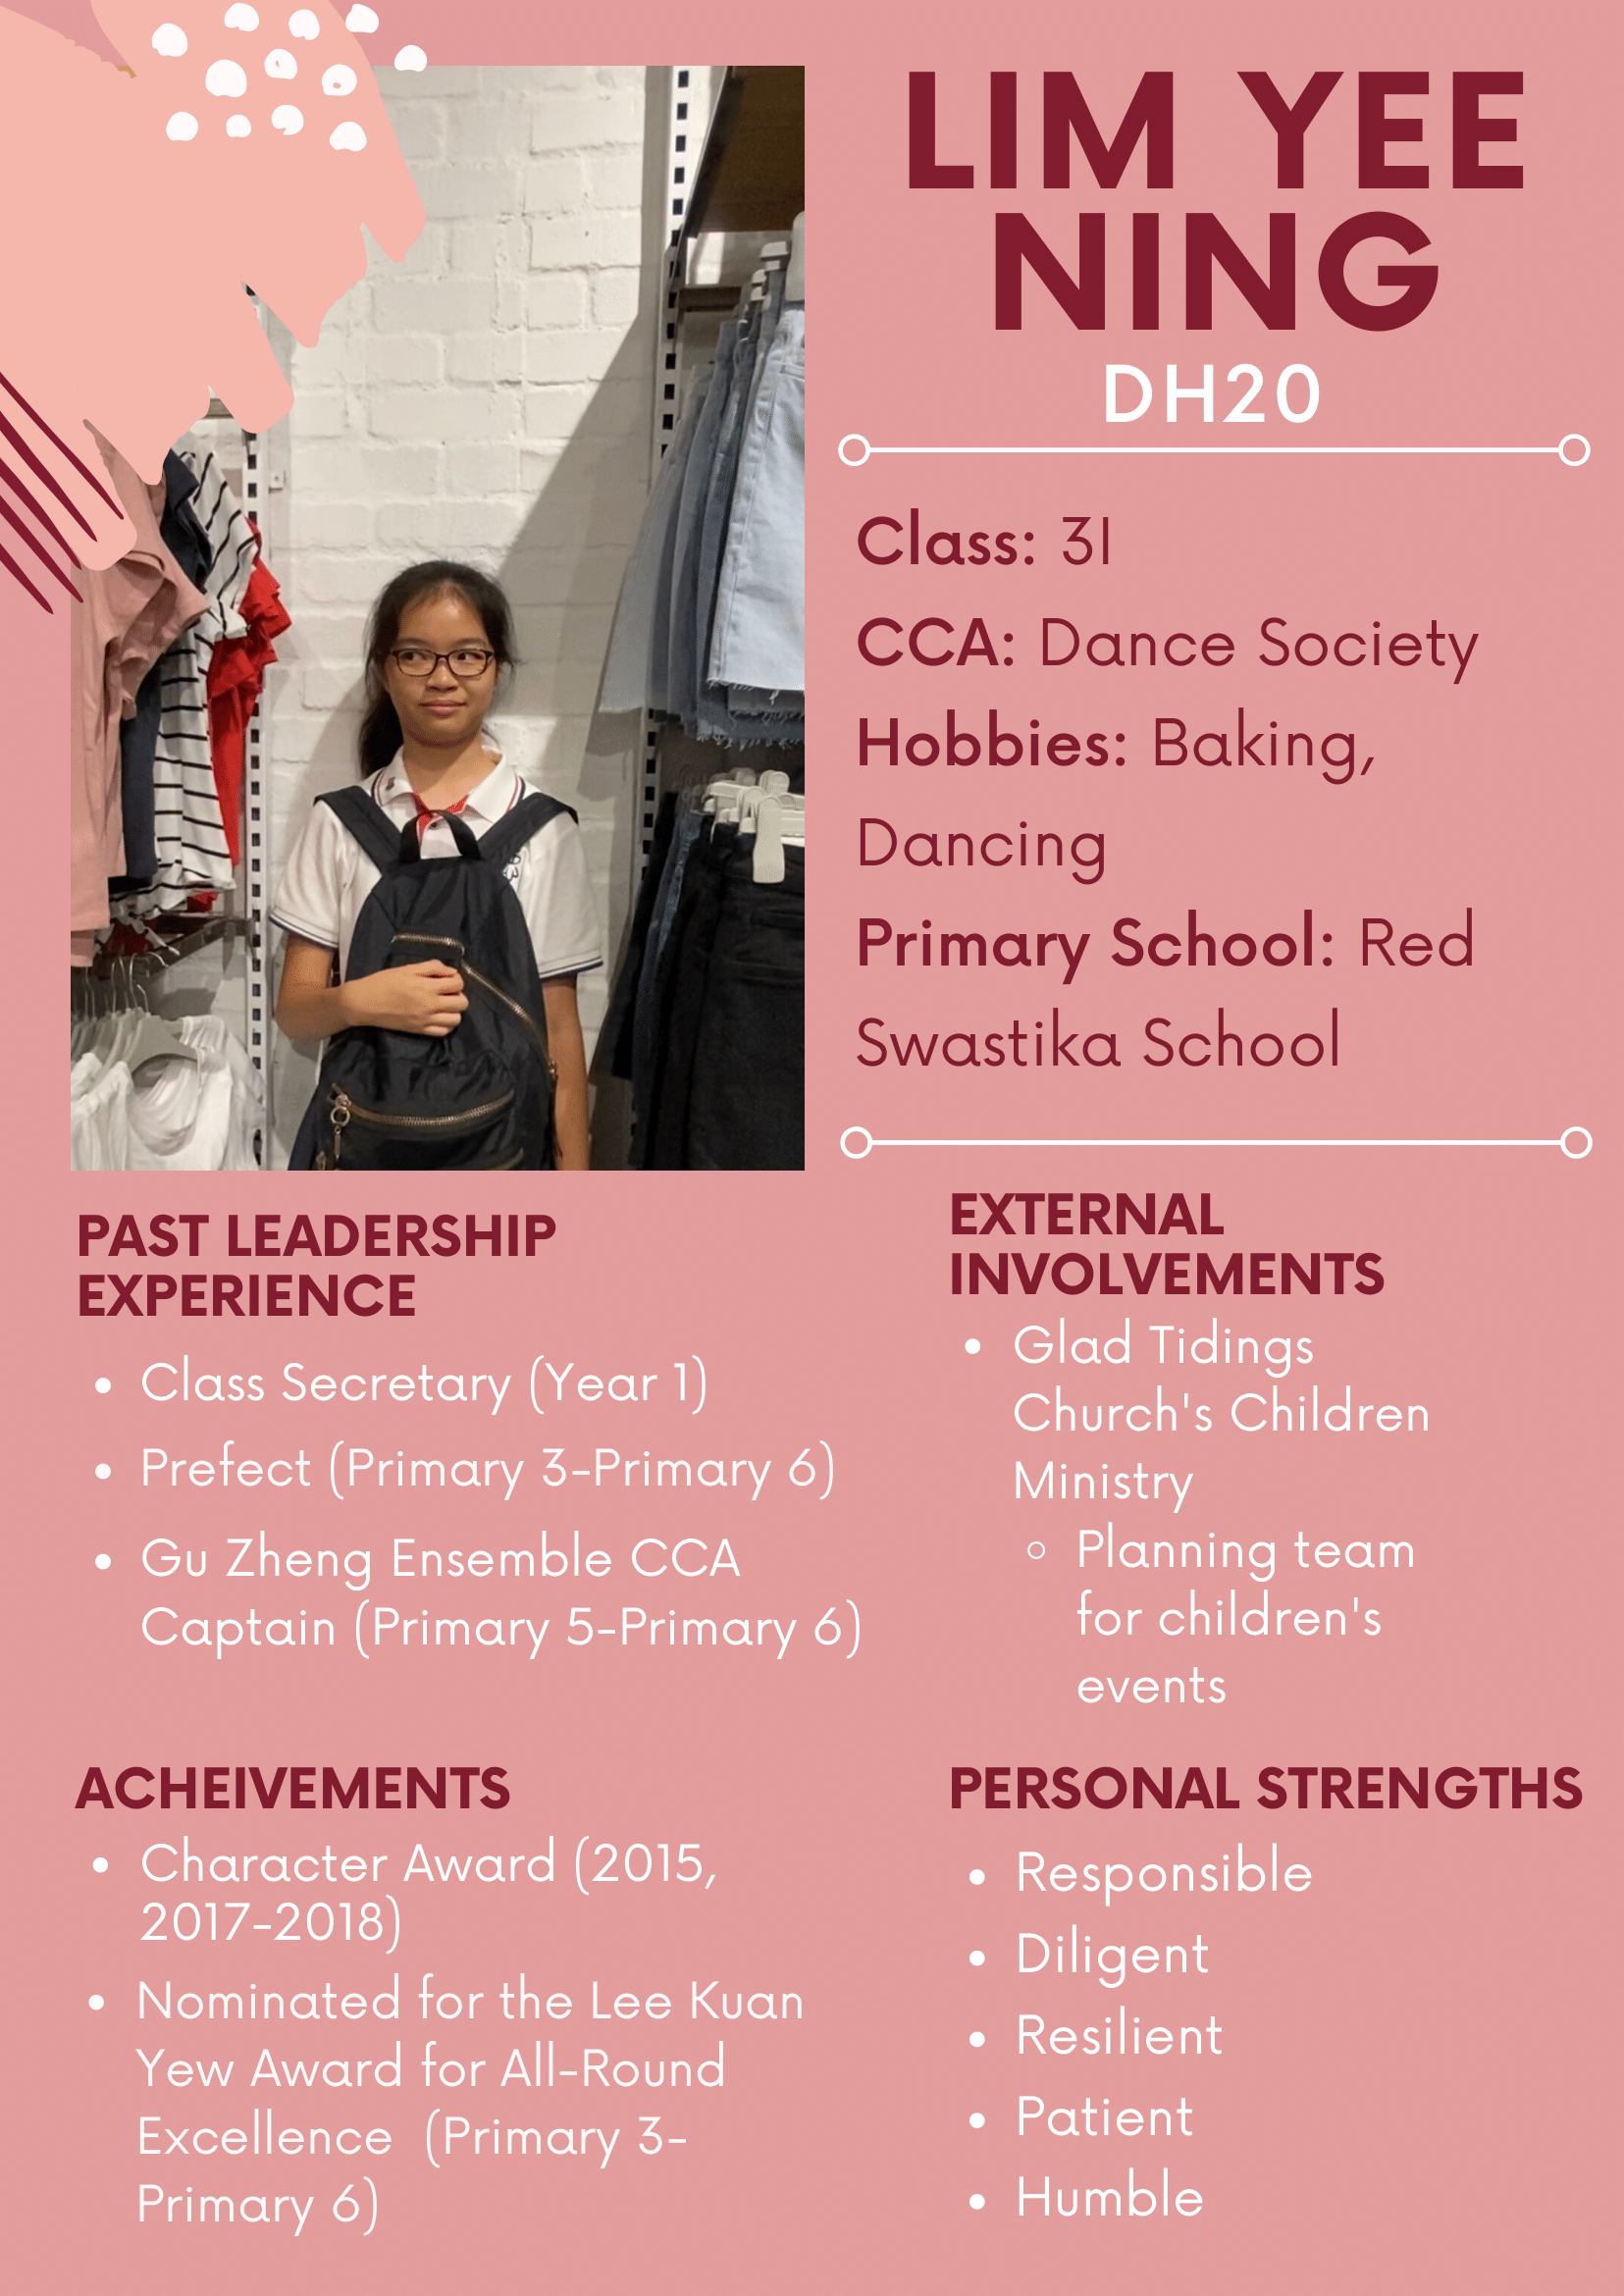 LIM YEE
NING
DH20
Class: 3I
CCA: Dance Society
Hobbies: Baking,
Dancing
Primary School: Red
Swastika School
PAST LEADERSHIP
EXPERIENCE
• Class Secretary (Year 1)
• Prefect (Primary 3-Primary 6)
• Gu Zheng Ensemble CCA
Captain (Primary 5-Primary 6)
EXTERNAL
INVOLVEMENTS
• Glad Tidings
Church's Children
Ministry
◦ Planning team
for children's
events
ACHEIVEMENTS
• Character Award (2015,
2017-2018)
• Nominated for the Lee Kuan
Yew Award for All-Round
Excellence (Primary 3-
Primary 6)
PERSONAL STRENGTHS
• Responsible
• Diligent
• Resilient
• Patient
• Humble